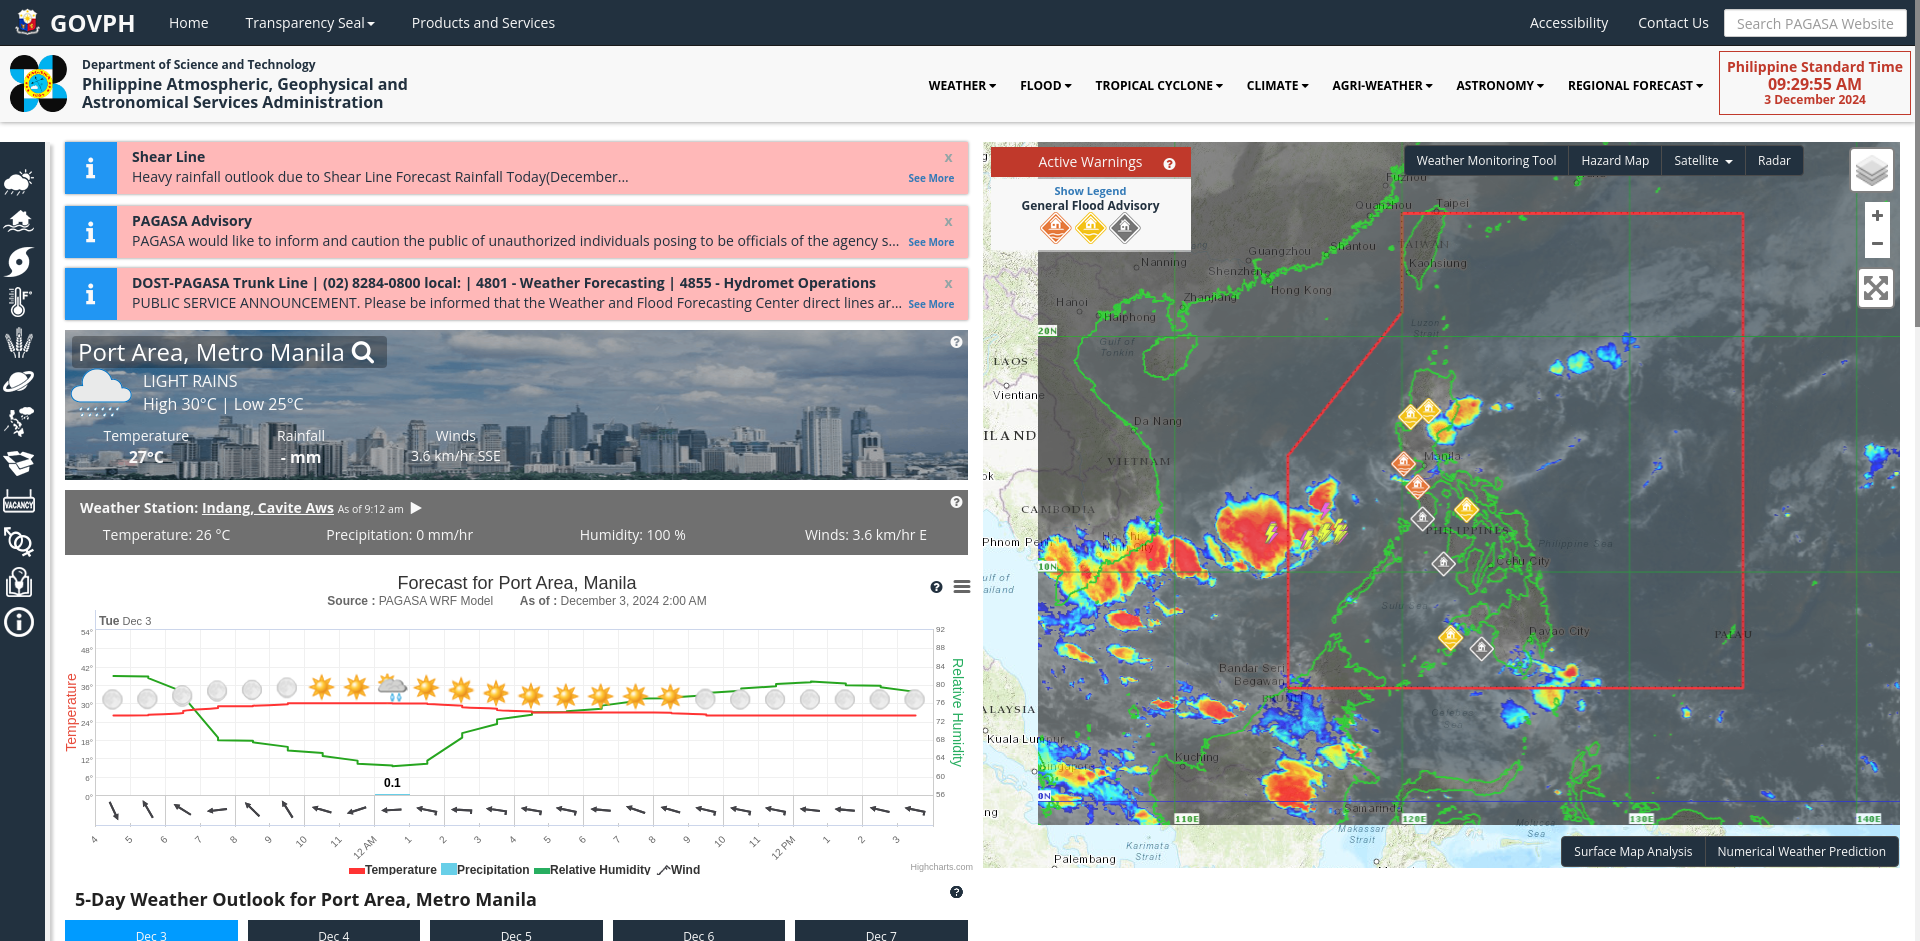 GOVPH
Home
Transparency Seal
Products and Services
Accessibility
Contact Us
Search PAGASA Website
Department of Science and Technology
Philippine Atmospheric, Geophysical and
Astronomical Services Administration
WEATHER
FLOOD
TROPICAL CYCLONE
CLIMATE
AGRI-WEATHER
ASTRONOMY
REGIONAL FORECAST
Philippine Standard Time
09:29:55 AM
3 December 2024
Shear Line
x
Heavy rainfall outlook due to Shear Line Forecast Rainfall Today(December...
See More
PAGASA Advisory
x
PAGASA would like to inform and caution the public of unauthorized individuals posing to be officials of the agency s...
See More
DOST-PAGASA Trunk Line | (02) 8284-0800 local: | 4801 - Weather Forecasting | 4855 - Hydromet Operations
x
PUBLIC SERVICE ANNOUNCEMENT. Please be informed that the Weather and Flood Forecasting Center direct lines ar...
See More
Port Area, Metro Manila
LIGHT RAINS
High 30°C | Low 25°C
Temperature
27°C
Rainfall
- mm
Winds
3.6 km/hr SSE
Weather Station: Indang, Cavite Aws As of 9:12 am
Temperature: 26 °C
Precipitation: 0 mm/hr
Humidity: 100 %
Winds: 3.6 km/hr E
Forecast for Port Area, Manila
Source : PAGASA WRF Model
As of : December 3, 2024 2:00 AM
Tue Dec 3
Temperature
54°
48°
42°
36°
30°
24°
18°
12°
6°
0°
92
88
84
80
76
72
68
64
60
56
Relative Humidity
0.1
4
5
6
7
8
9
10
11
12 AM
1
2
3
4
5
6
7
8
9
10
11
12 PM
1
2
3
Temperature
Precipitation
Relative Humidity
Wind
Highcharts.com
5-Day Weather Outlook for Port Area, Metro Manila
Dec 3
Dec 4
Dec 5
Dec 6
Dec 7
VACANCY
Active Warnings
Show Legend
General Flood Advisory
Weather Monitoring Tool
Hazard Map
Satellite
Radar
+
−
Fuzhou
Quanzhou
Taipei
TAIWAN
Kaohsiung
Shantou
Guangzhou
Shenzhen
Hong Kong
Nanning
Zhanjiang
Hanoi
Haiphong
Gulf of
Tonkin
Luzon
Strait
20N
LAOS
Vientiane
Da Nang
ILAND
VIETNAM
ok
CAMBODIA
Phnom Pen
Ho Chi
Minh City
10N
ulf of
ailand
Manila
PHILIPPINES
Philippine Sea
Cebu City
Sulu Sea
Davao City
PALAU
Bandar Seri
Begawan
BRUNEI
Celebes
ALAYSIA
Kuala Lumpur
Singapore
Kuching
0N
Samarinda
110E
120E
130E
140E
ng
Makassar
Strait
Molucca
Sea
Karimata
Strait
Palembang
Surface Map Analysis
Numerical Weather Prediction